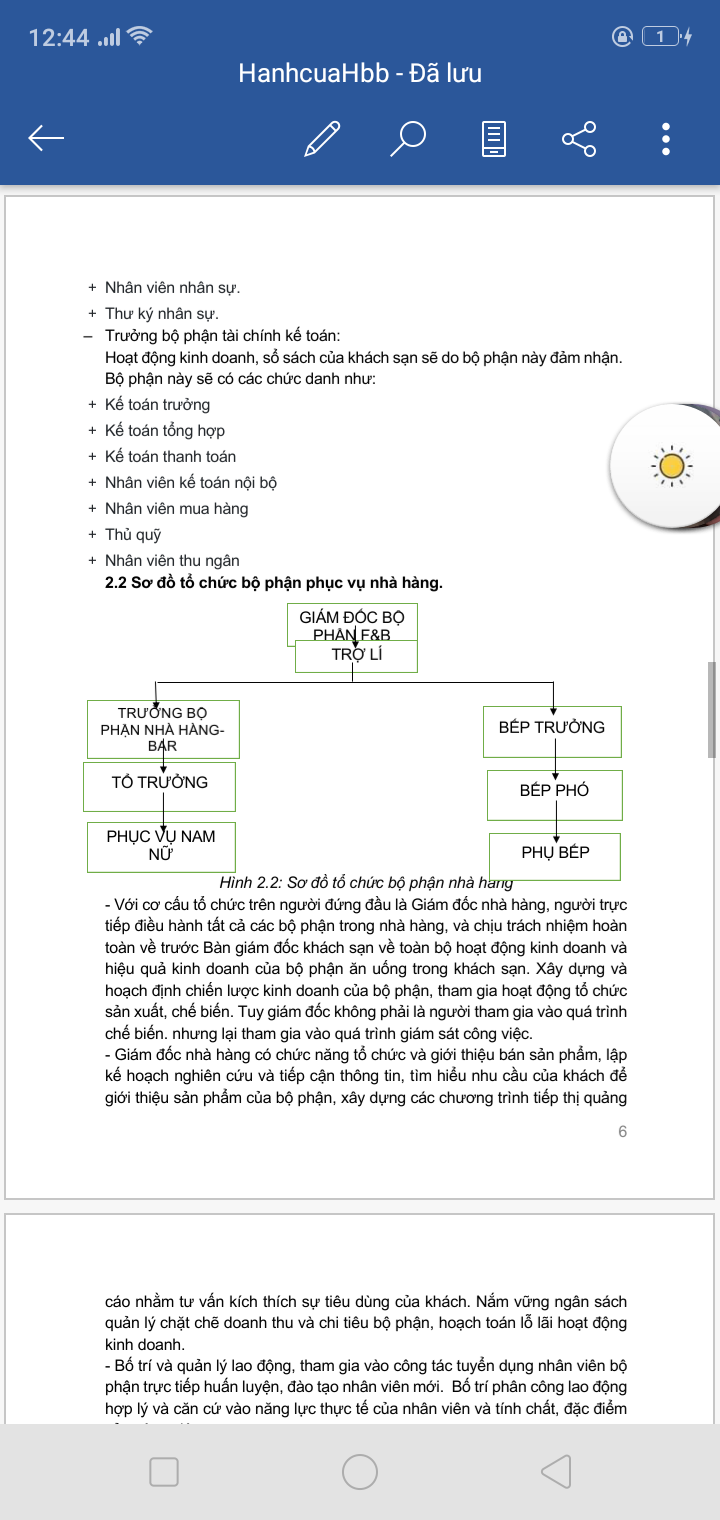 12:44
1
HanhcuaHbb - Đã lưu
+ Nhân viên nhân sự.
+ Thư ký nhân sự.
– Trưởng bộ phận tài chính kế toán:
Hoạt động kinh doanh, sổ sách của khách sạn sẽ do bộ phận này đảm nhận.
Bộ phận này sẽ có các chức danh như:
+ Kế toán trưởng
+ Kế toán tổng hợp
+ Kế toán thanh toán
+ Nhân viên kế toán nội bộ
+ Nhân viên mua hàng
+ Thủ quỹ
+ Nhân viên thu ngân
2.2 Sơ đồ tổ chức bộ phận phục vụ nhà hàng.
GIÁM ĐỐC BỘ
PHẬN F&B
TRỢ LÍ
TRƯỞNG BỘ
PHẬN NHÀ HÀNG-
BAR
TỔ TRƯỞNG
PHỤC VỤ NAM
NỮ
BẾP TRƯỞNG
BẾP PHÓ
PHỤ BẾP
Hình 2.2: Sơ đồ tổ chức bộ phận nhà hàng
- Với cơ cấu tổ chức trên người đứng đầu là Giám đốc nhà hàng, người trực
tiếp điều hành tất cả các bộ phận trong nhà hàng, và chịu trách nhiệm hoàn
toàn về trước Bàn giám đốc khách sạn về toàn bộ hoạt động kinh doanh và
hiệu quả kinh doanh của bộ phận ăn uống trong khách sạn. Xây dựng và
hoạch định chiến lược kinh doanh của bộ phận, tham gia hoạt động tổ chức
sản xuất, chế biến. Tuy giám đốc không phải là người tham gia vào quá trình
chế biến. nhưng lại tham gia vào quá trình giám sát công việc.
- Giám đốc nhà hàng có chức năng tổ chức và giới thiệu bán sản phẩm, lập
kế hoạch nghiên cứu và tiếp cận thông tin, tìm hiểu nhu cầu của khách để
giới thiệu sản phẩm của bộ phận, xây dựng các chương trình tiếp thị quảng
6
cáo nhằm tư vấn kích thích sự tiêu dùng của khách. Nắm vững ngân sách
quản lý chặt chẽ doanh thu và chi tiêu bộ phận, hoạch toán lỗ lãi hoạt động
kinh doanh.
- Bố trí và quản lý lao động, tham gia vào công tác tuyển dụng nhân viên bộ
phận trực tiếp huấn luyện, đào tạo nhân viên mới. Bố trí phân công lao động
hợp lý và căn cứ vào năng lực thực tế của nhân viên và tính chất, đặc điểm